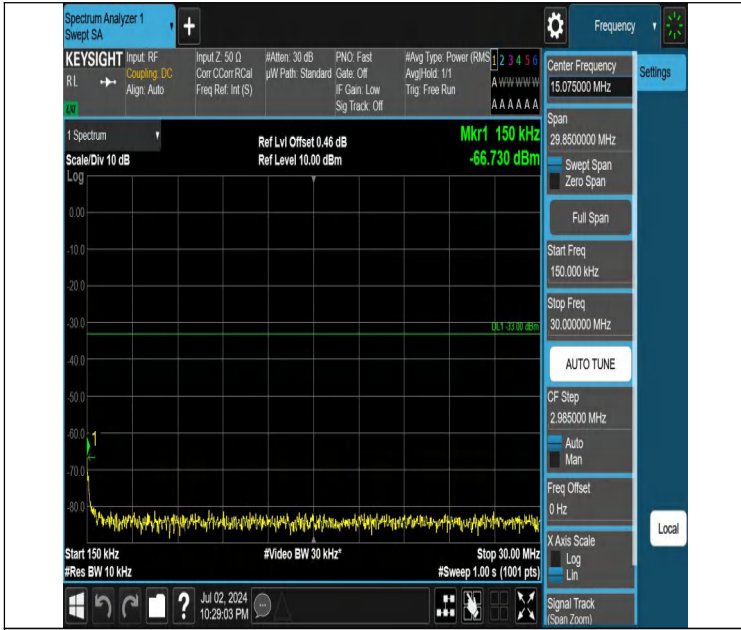 Spectrum Analyzer 1
Swept SA
+
Frequency
KEYSIGHT
RL
Input: RF
Coupling: DC
Align: Auto
Input Z: 50 Ω
Corr CCorr RCal
Freq Ref: Int (S)
#Atten: 30 dB
µW Path: Standard
PNO: Fast
Gate: Off
IF Gain: Low
Sig Track: Off
#Avg Type: Power (RMS
Avg|Hold: 1/1
Trig: Free Run
1 2 3 4 5 6
A W W W W W
A A A A A A
1 Spectrum
Scale/Div 10 dB
Log
Ref Lvl Offset 0.46 dB
Ref Level 10.00 dBm
Mkr1 150 kHz
-66.730 dBm
0.00
-10.0
-20.0
-30.0
DL1 -33.00 dBm
-40.0
-50.0
-60.0
1
-70.0
-80.0
Start 150 kHz
#Res BW 10 kHz
#Video BW 30 kHz*
Stop 30.00 MHz
#Sweep 1.00 s (1001 pts)
?
Jul 02, 2024
10:29:03 PM
Center Frequency
15.075000 MHz
Settings
Span
29.8500000 MHz
Swept Span
Zero Span
Full Span
Start Freq
150.000 kHz
Stop Freq
30.000000 MHz
AUTO TUNE
CF Step
2.985000 MHz
Auto
Man
Freq Offset
0 Hz
X Axis Scale
Log
Lin
Local
Signal Track
(Span Zoom)